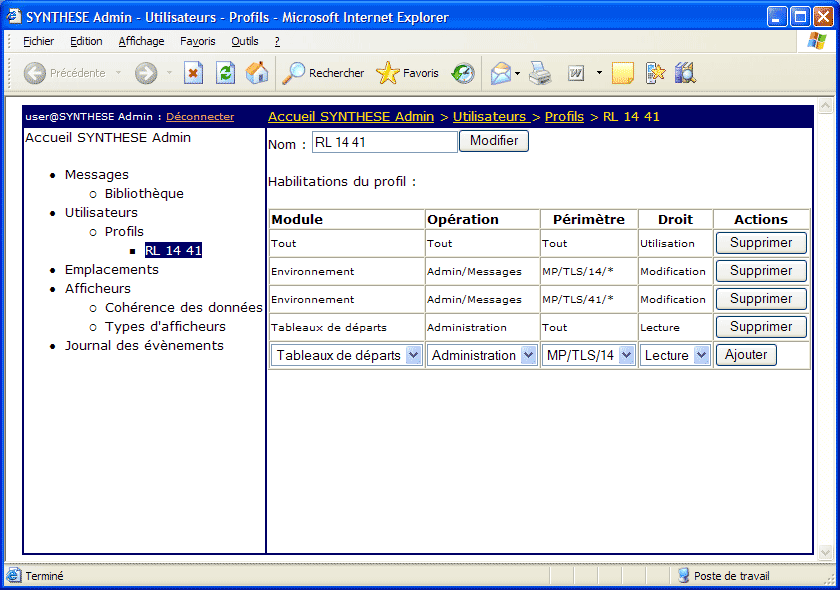 SYNTHESE Admin - Utilisateurs - Profils - Microsoft Internet Explorer
Fichier Edition Affichage Favoris Outils ?
Précédente Rechercher Favoris
user@SYNTHESE Admin : Déconnecter
Accueil SYNTHESE Admin > Utilisateurs > Profils > RL 14 41
Accueil SYNTHESE Admin
Messages
Bibliothèque
Utilisateurs
Profils
RL 14 41
Emplacements
Afficheurs
Cohérence des données
Types d'afficheurs
Journal des évènements
Nom : RL 14 41 Modifier
Habilitations du profil :
Module Opération Périmètre Droit Actions
Tout Tout Tout Utilisation Supprimer
Environnement Admin/Messages MP/TLS/14/* Modification Supprimer
Environnement Admin/Messages MP/TLS/41/* Modification Supprimer
Tableaux de départs Administration Tout Lecture Supprimer
Tableaux de départs Administration MP/TLS/14 Lecture Ajouter
Terminé Poste de travail